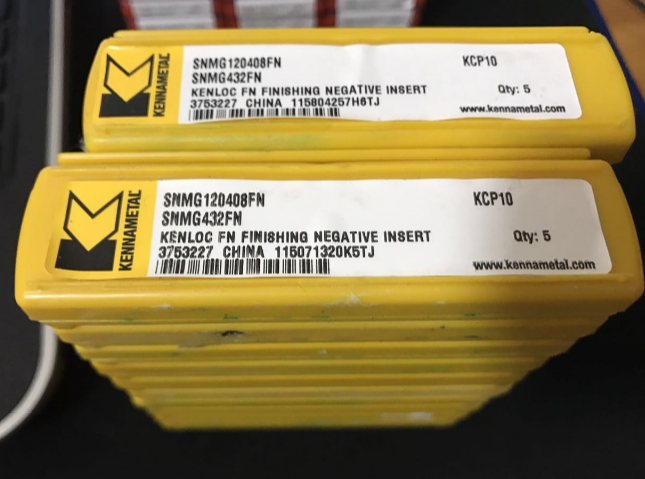 KENNAMETAL
SNMG120408FN KCP10
SNMG432FN
KENLOC FN FINISHING NEGATIVE INSERT Qty: 5
3753227 CHINA 115804257H6TJ
www.kennametal.com
KENNAMETAL
SNMG120408FN KCP10
SNMG432FN
KENLOC FN FINISHING NEGATIVE INSERT Qty: 5
3753227 CHINA 115071320K5TJ
www.kennametal.com